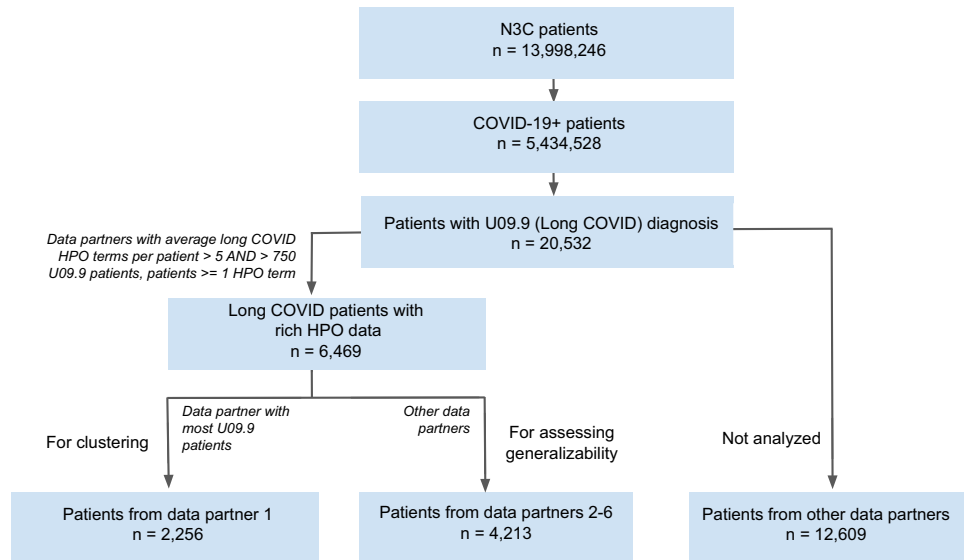 N3C patients
n = 13,998,246
COVID-19+ patients
n = 5,434,528
Patients with U09.9 (Long COVID) diagnosis
n = 20,532
Data partners with average long COVID
HPO terms per patient > 5 AND > 750
U09.9 patients, patients >= 1 HPO term
Long COVID patients with
rich HPO data
n = 6,469
For clustering
Data partner with
most U09.9
patients
Other data
partners
For assessing
generalizability
Not analyzed
Patients from data partner 1
n = 2,256
Patients from data partners 2-6
n = 4,213
Patients from other data partners
n = 12,609